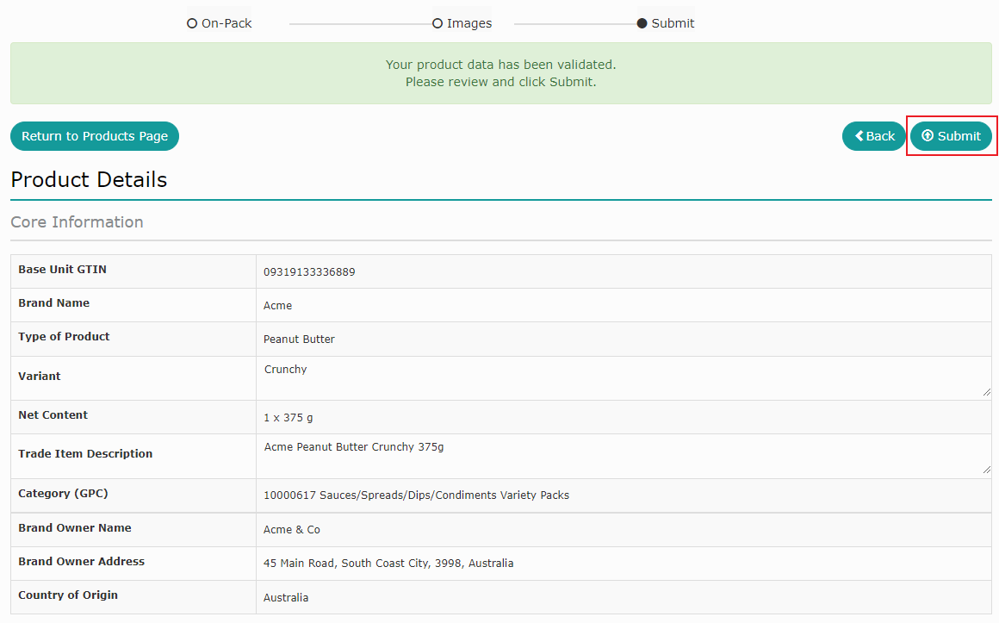 On-Pack Images Submit
Your product data has been validated.
Please review and click Submit.
Return to Products Page Back Submit
Product Details
Core Information
Base Unit GTIN 09319133336889
Brand Name Acme
Type of Product Peanut Butter
Variant Crunchy
Net Content 1 x 375 g
Trade Item Description Acme Peanut Butter Crunchy 375g
Category (GPC) 10000617 Sauces/Spreads/Dips/Condiments Variety Packs
Brand Owner Name Acme & Co
Brand Owner Address 45 Main Road, South Coast City, 3998, Australia
Country of Origin Australia